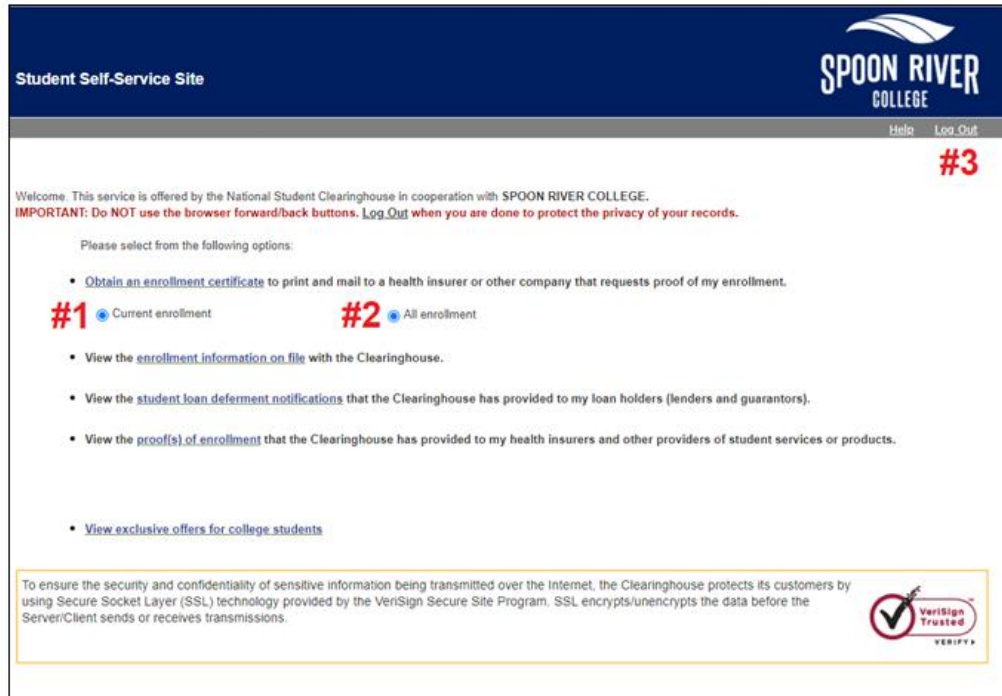 Student Self-Service Site
SPOON RIVER
COLLEGE
Help Log Out
#3
Welcome. This service is offered by the National Student Clearinghouse in cooperation with SPOON RIVER COLLEGE.
IMPORTANT: Do NOT use the browser forward/back buttons. Log Out when you are done to protect the privacy of your records.
Please select from the following options:
• Obtain an enrollment certificate to print and mail to a health insurer or other company that requests proof of my enrollment.
#1 Current enrollment #2 All enrollment
• View the enrollment information on file with the Clearinghouse.
• View the student loan deferment notifications that the Clearinghouse has provided to my loan holders (lenders and guarantors).
• View the proof(s) of enrollment that the Clearinghouse has provided to my health insurers and other providers of student services or products.
• View exclusive offers for college students
To ensure the security and confidentiality of sensitive information being transmitted over the Internet, the Clearinghouse protects its customers by
using Secure Socket Layer (SSL) technology provided by the VeriSign Secure Site Program. SSL encrypts/unencrypts the data before the
Server/Client sends or receives transmissions.
VeriSign
Trusted
VERIFY